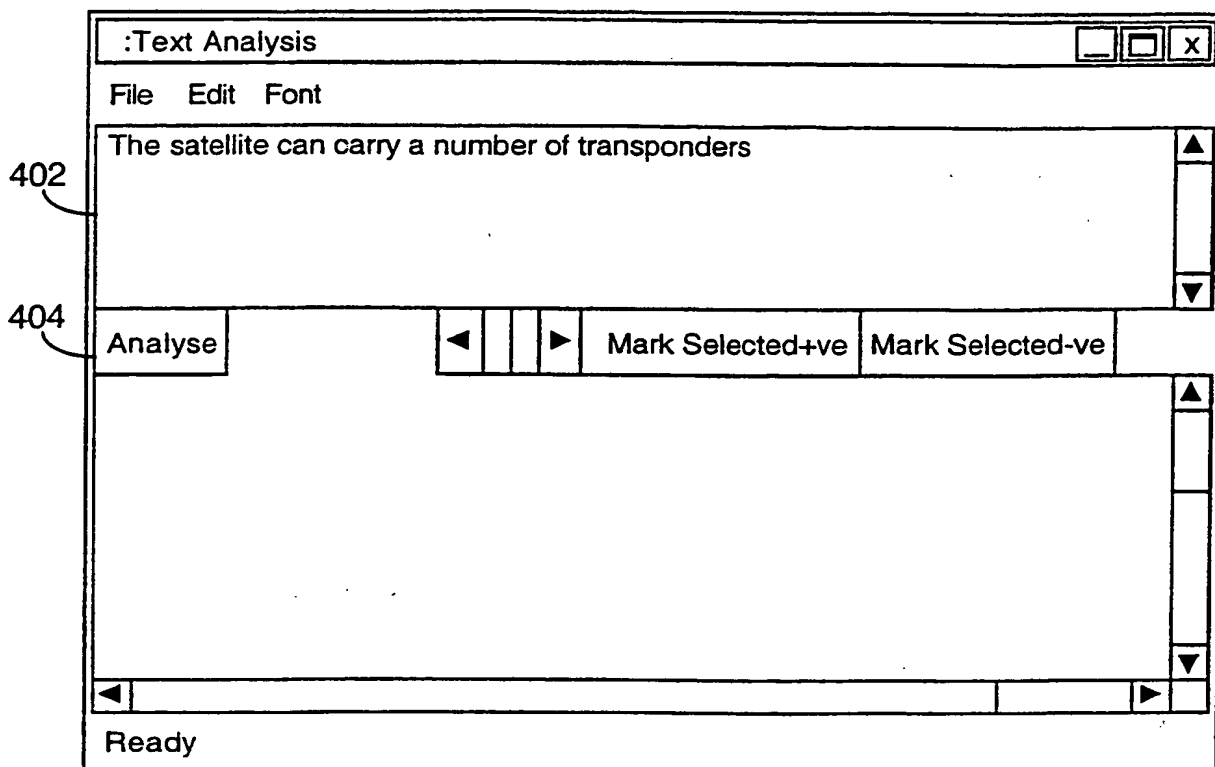 :Text Analysis
x
File Edit Font
The satellite can carry a number of transponders
402
404
Analyse
Mark Selected+ve
Mark Selected-ve
Ready